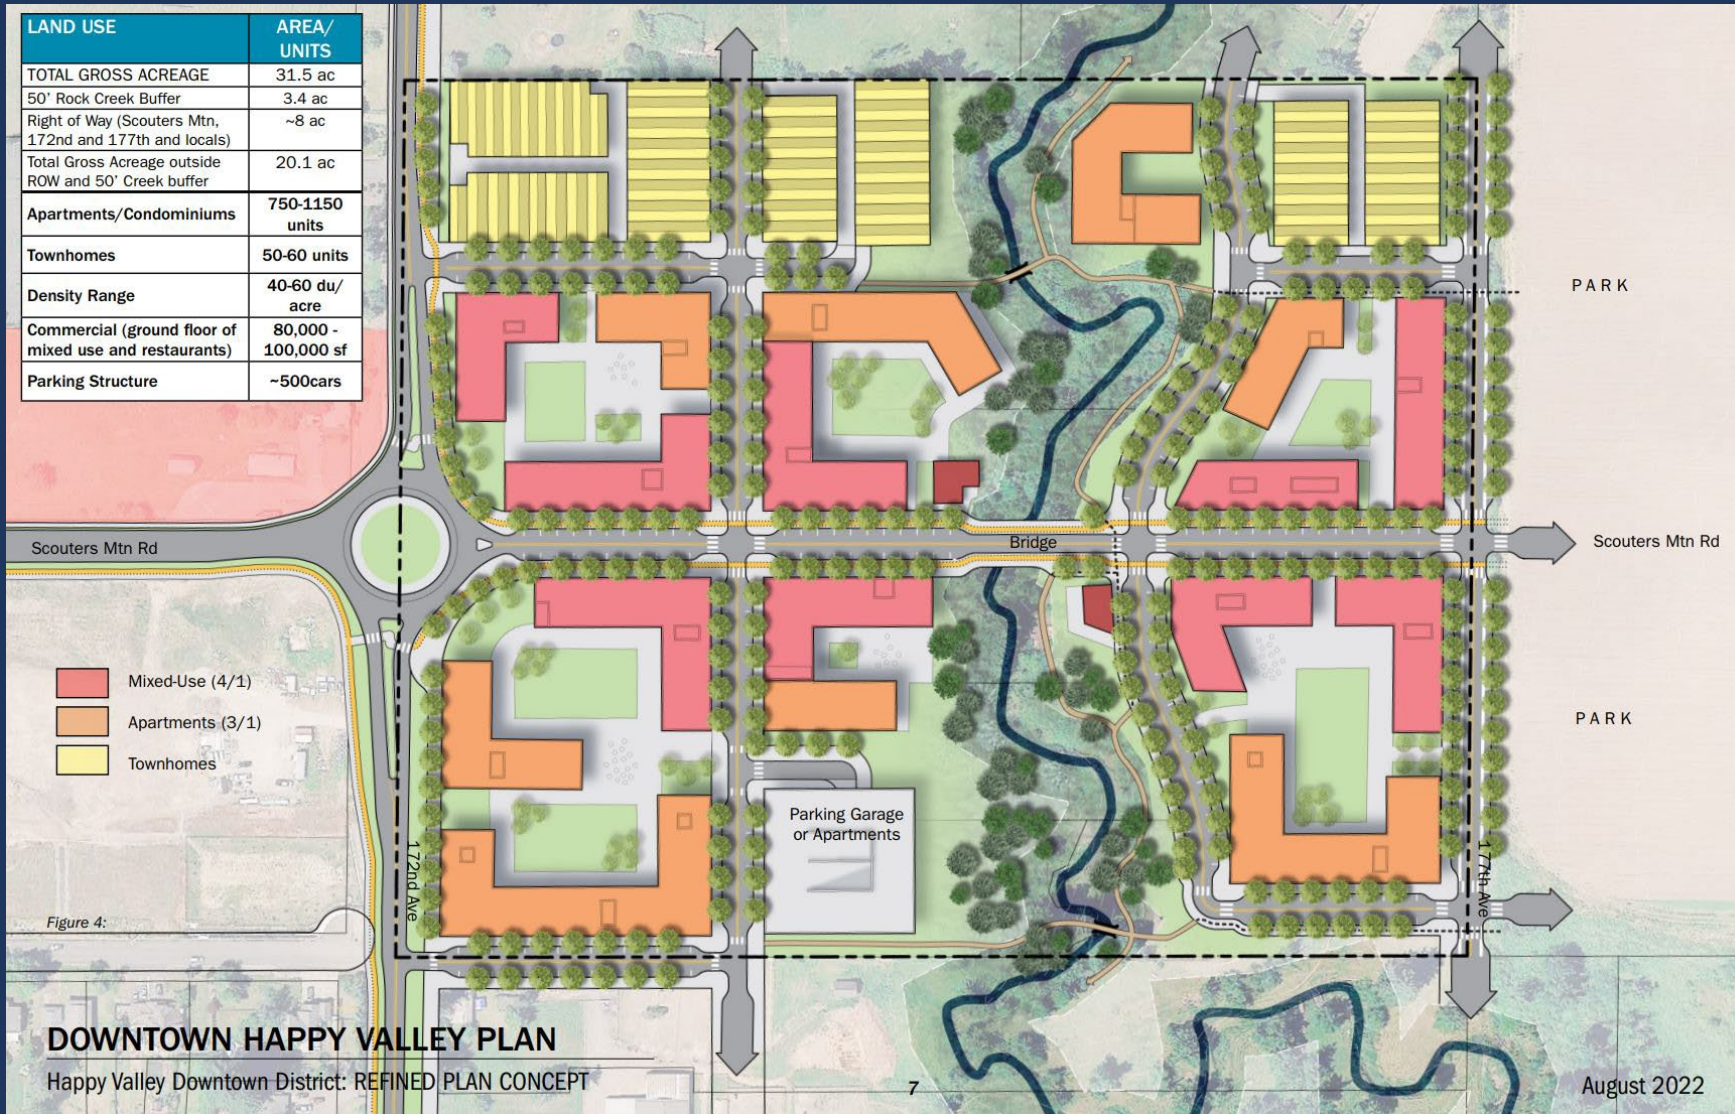 LAND USE AREA/
UNITS
TOTAL GROSS ACREAGE 31.5 ac
50' Rock Creek Buffer 3.4 ac
Right of Way (Scouters Mtn, ~8 ac
172nd and 177th and locals)
Total Gross Acreage outside 20.1 ac
ROW and 50' Creek buffer
Apartments/Condominiums 750-1150
units
Townhomes 50-60 units
Density Range 40-60 du/
acre
Commercial (ground floor of 80,000 -
mixed use and restaurants) 100,000 sf
Parking Structure ~500cars
PARK
Scouters Mtn Rd
Bridge
Scouters Mtn Rd
Mixed-Use (4/1)
Apartments (3/1)
Townhomes
PARK
Parking Garage
or Apartments
172nd Ave
177th Ave
Figure 4:
DOWNTOWN HAPPY VALLEY PLAN
Happy Valley Downtown District: REFINED PLAN CONCEPT
7
August 2022